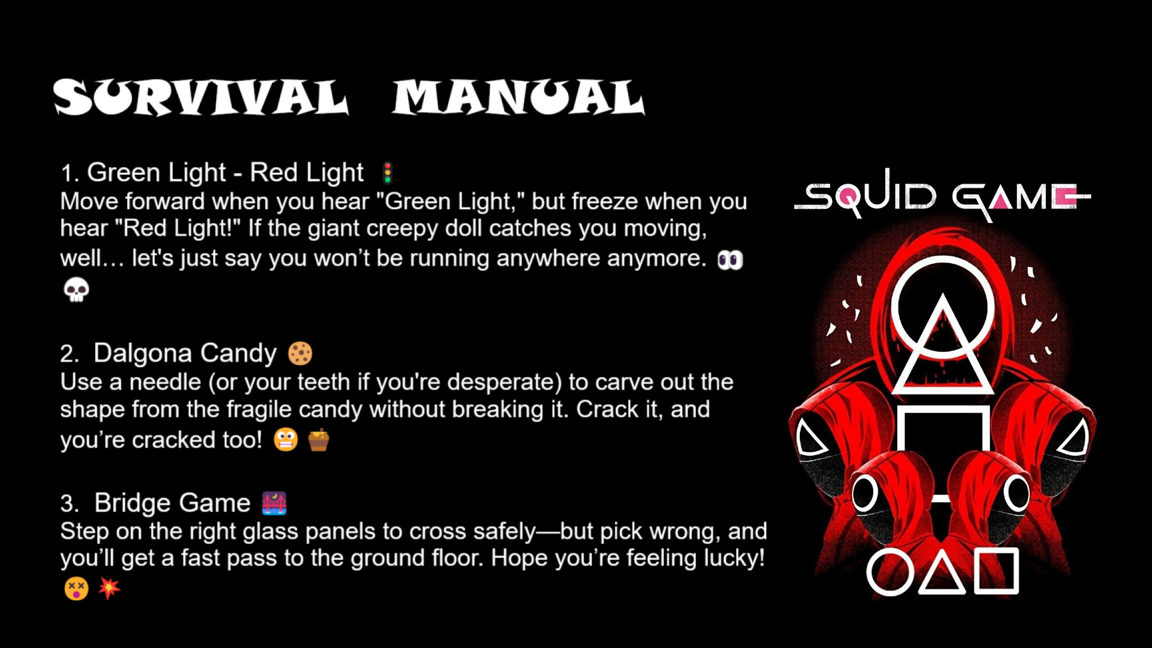 SURVIVAL MANUAL
1. Green Light - Red Light 🚦
Move forward when you hear "Green Light," but freeze when you
hear "Red Light!" If the giant creepy doll catches you moving,
well… let's just say you won’t be running anywhere anymore. 👀
💀
2. Dalgona Candy 🍪
Use a needle (or your teeth if you're desperate) to carve out the
shape from the fragile candy without breaking it. Crack it, and
you’re cracked too! 😬 🍯
3. Bridge Game 🌉
Step on the right glass panels to cross safely—but pick wrong, and
you’ll get a fast pass to the ground floor. Hope you’re feeling lucky!
😵 💥
SQUID GAME